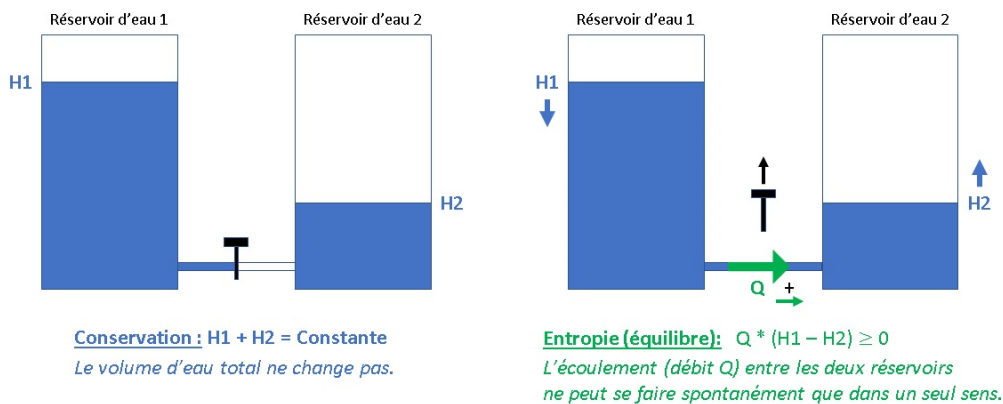 Réservoir d'eau 1
Réservoir d'eau 2
H1
H2
Conservation : H1 + H2 = Constante
Le volume d'eau total ne change pas.
Réservoir d'eau 1
Réservoir d'eau 2
H1
H2
Q
+
Entropie (équilibre): Q * (H1 – H2) ≥ 0
L'écoulement (débit Q) entre les deux réservoirs
ne peut se faire spontanément que dans un seul sens.